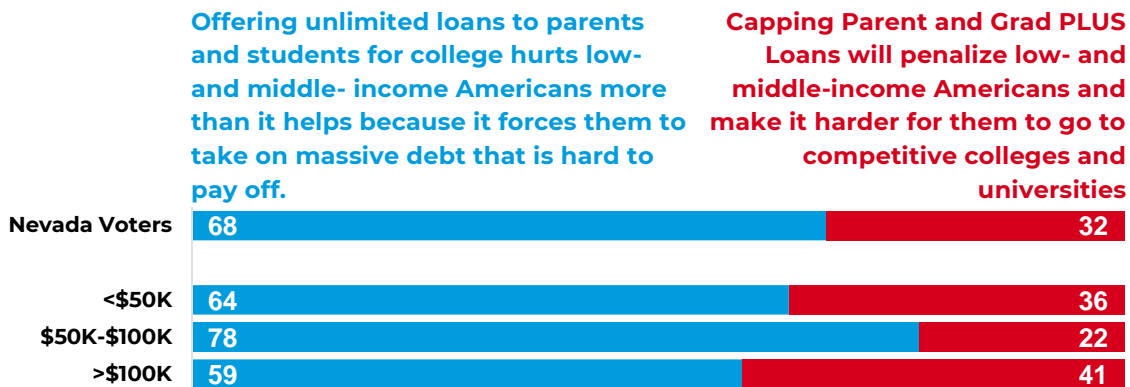 Offering unlimited loans to parents
and students for college hurts low-
and middle- income Americans more
than it helps because it forces them to
take on massive debt that is hard to
pay off.
Capping Parent and Grad PLUS
Loans will penalize low- and
middle-income Americans and
make it harder for them to go to
competitive colleges and
universities
Nevada Voters 68 32
<$50K 64 36
$50K-$100K 78 22
>$100K 59 41